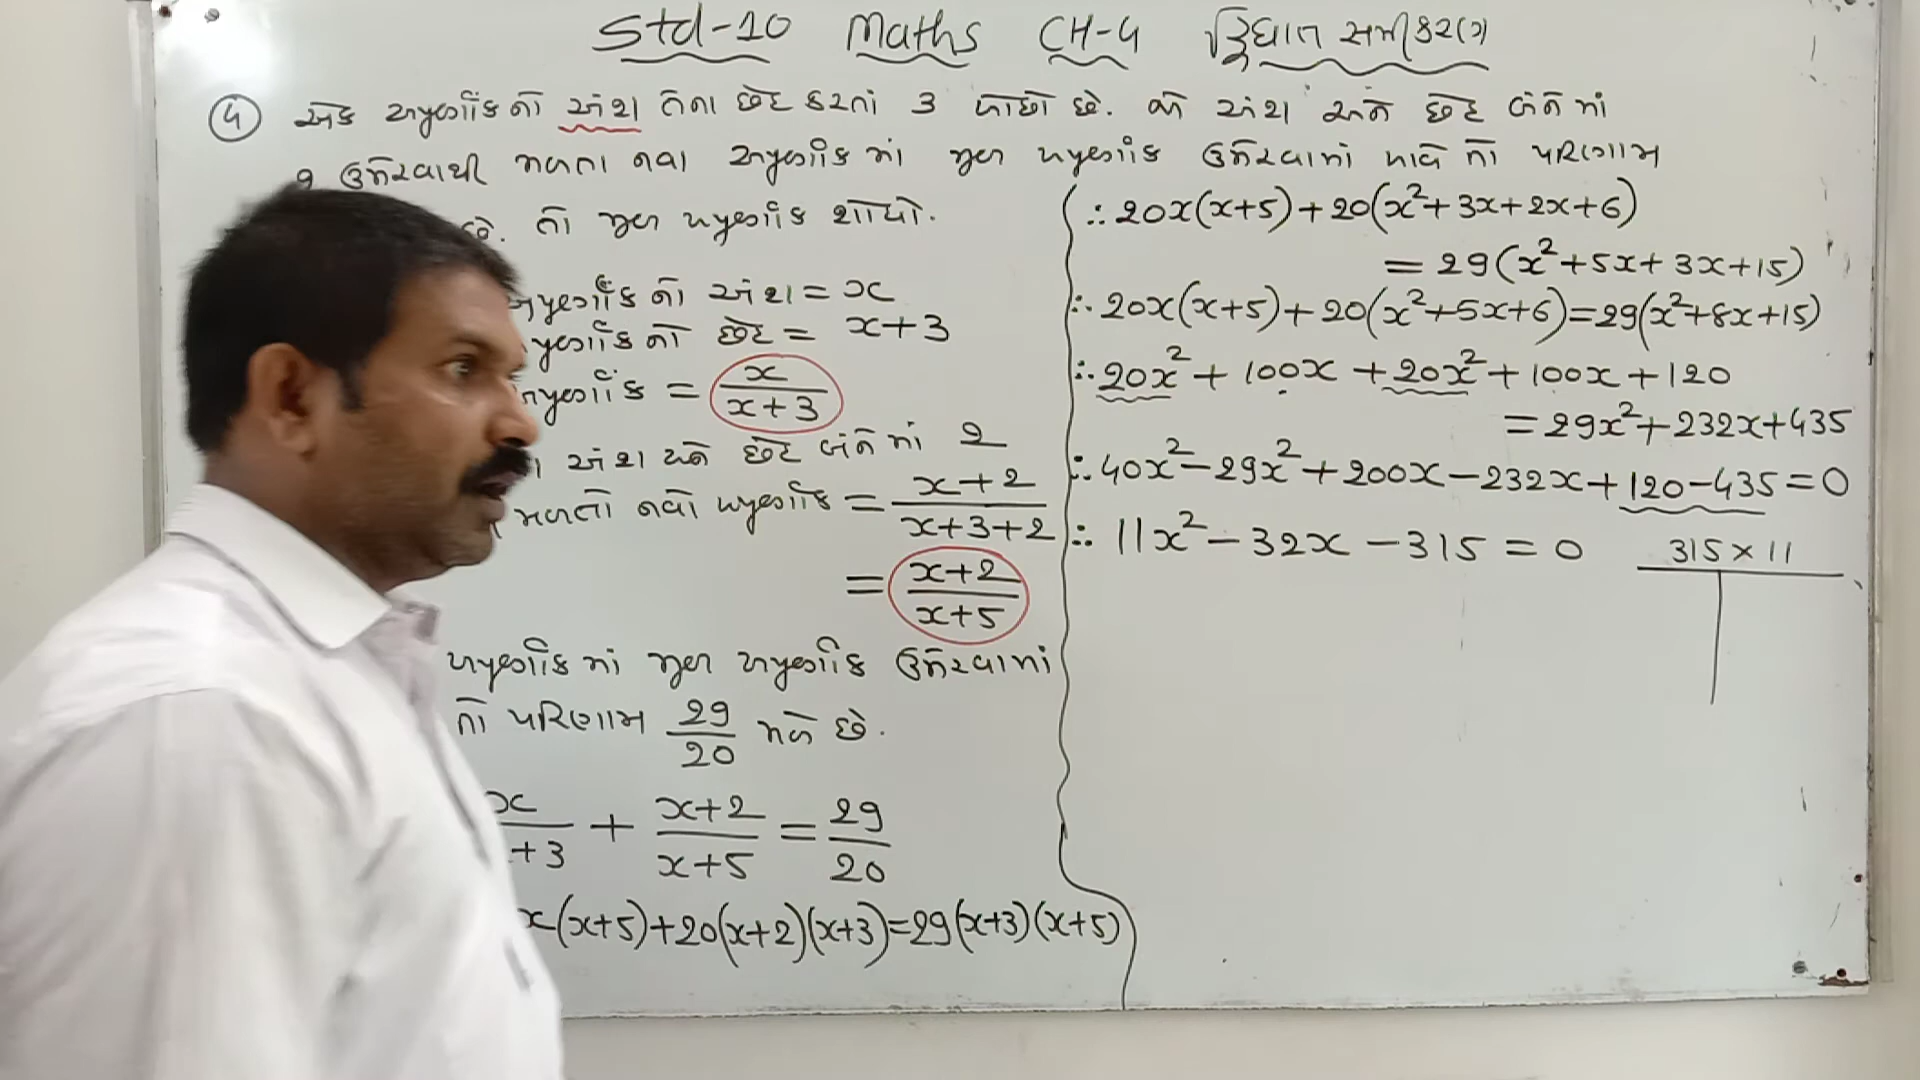 Std-10 Maths CH-4 દ્વિઘાત સમીકરણ
૪ એક અપૂર્ણાંકનો અંશ તેના છેદ કરતાં ૩ ઓછો છે. જો અંશ અને છેદ બંનેમાં
ઉમેરવાથી મળતા નવા અપૂર્ણાંકમાં મૂળ અપૂર્ણાંક ઉમેરવામાં આવે તો પરિણામ
છે. તો મૂળ અપૂર્ણાંક શોધો.
અપૂર્ણાંકનો અંશ = x
છેદ = x+3
= x/(x+3)
અંશ અને છેદ બંનેમાં 2
મળતો નવો અપૂર્ણાંક = (x+2)/(x+3+2)
= (x+2)/(x+5)
અપૂર્ણાંકમાં મૂળ અપૂર્ણાંક ઉમેરવામાં
તો પરિણામ 29/20 મળે છે.
x/+3 + (x+2)/(x+5) = 29/20
x(x+5)+20(x+2)(x+3)=29(x+3)(x+5)
∴ 20x(x+5)+20(x²+3x+2x+6)
= 29(x²+5x+3x+15)
∴ 20x(x+5)+20(x²+5x+6)=29(x²+8x+15)
∴ 20x²+100x+20x²+100x+120
= 29x²+232x+435
∴ 40x²-29x²+200x-232x+120-435=0
∴ 11x²-32x-315=0
315×11